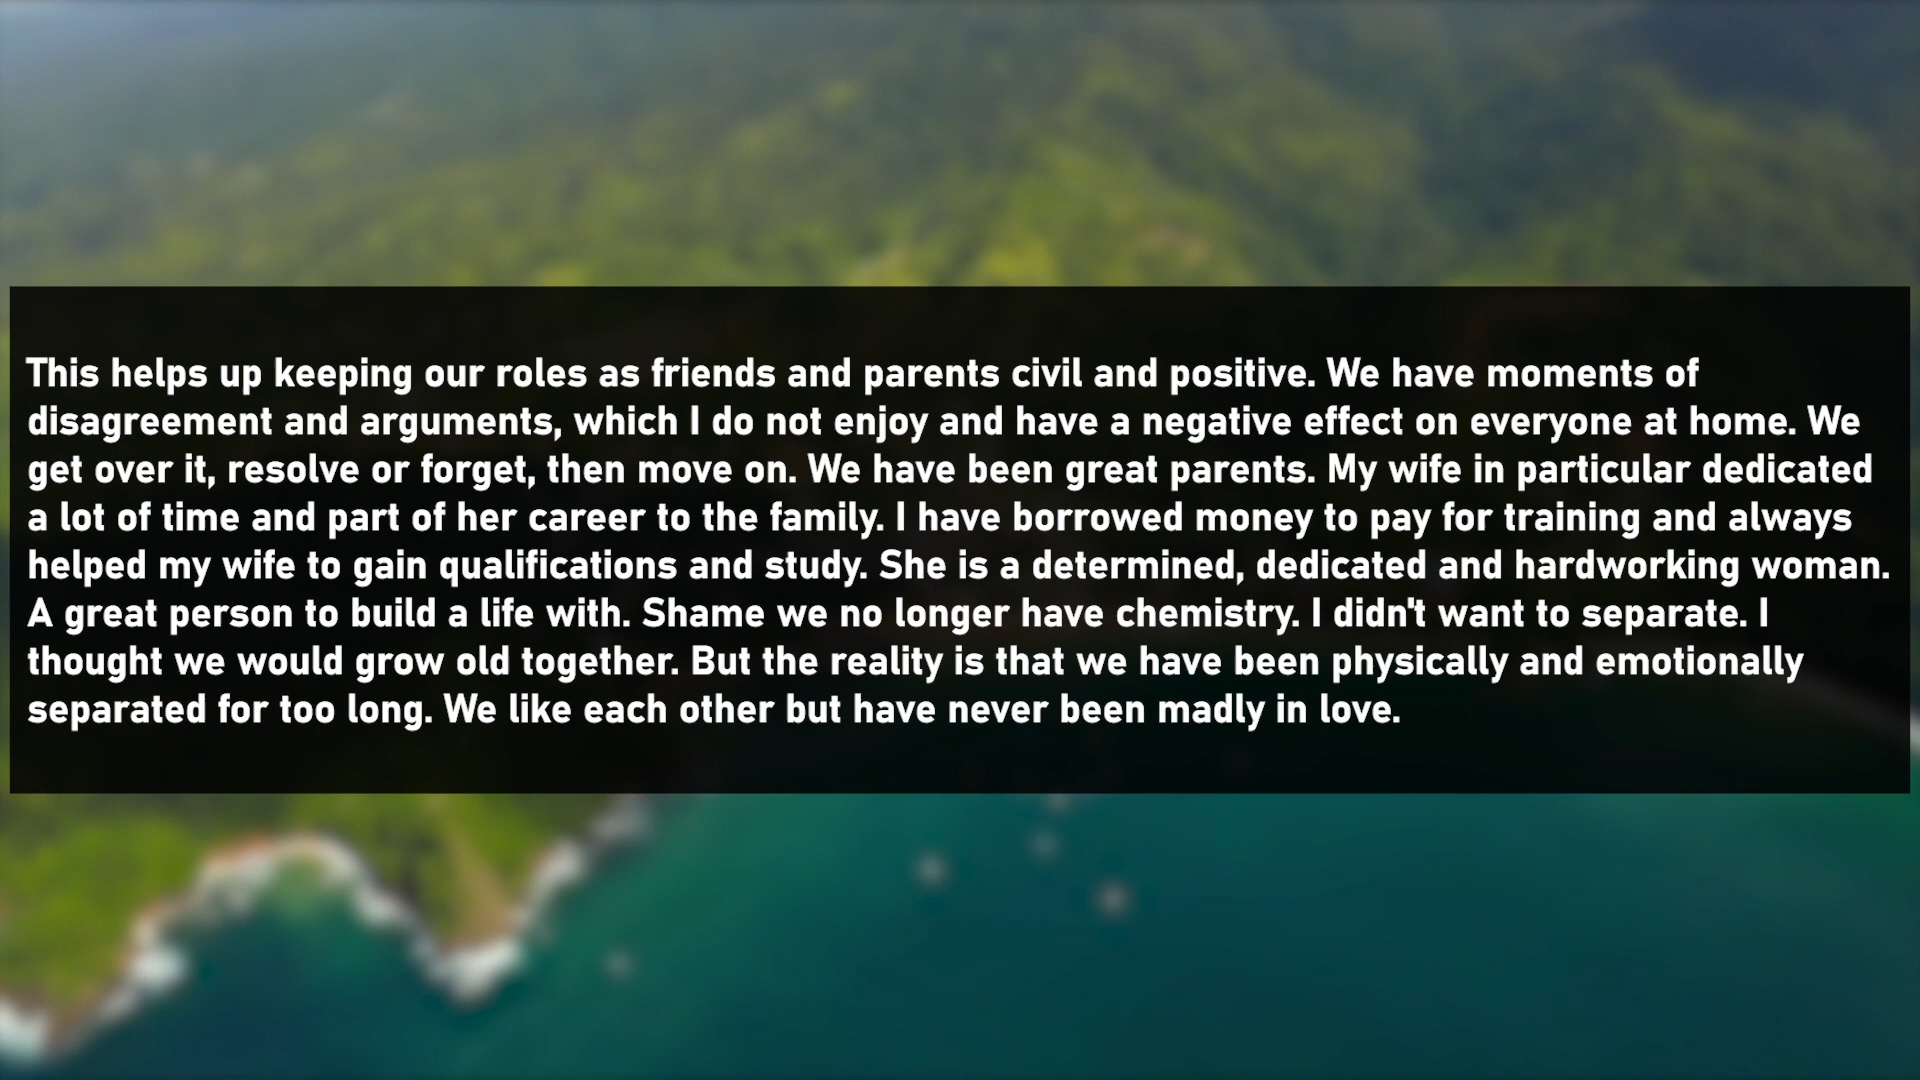 This helps up keeping our roles as friends and parents civil and positive. We have moments of
disagreement and arguments, which I do not enjoy and have a negative effect on everyone at home. We
get over it, resolve or forget, then move on. We have been great parents. My wife in particular dedicated
a lot of time and part of her career to the family. I have borrowed money to pay for training and always
helped my wife to gain qualifications and study. She is a determined, dedicated and hardworking woman.
A great person to build a life with. Shame we no longer have chemistry. I didn't want to separate. I
thought we would grow old together. But the reality is that we have been physically and emotionally
separated for too long. We like each other but have never been madly in love.